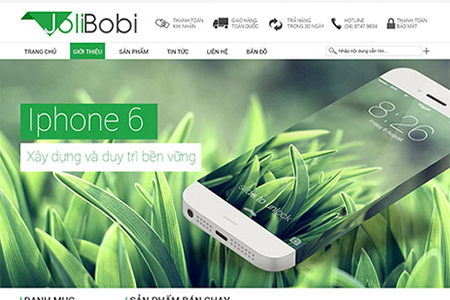 JoliBobi
THANH TOÁN
KHI NHẬN
GIAO HÀNG
TOÀN QUỐC
TRẢ HÀNG
TRONG 30 NGÀY
HOTLINE
(04) 8747 9834
THANH TOÁN
BẢO MẬT
TRANG CHỦ GIỚI THIỆU SẢN PHẨM TIN TỨC LIÊN HỆ BẢN ĐỒ
Nhập nội dung cần tìm...
Iphone 6
Xây dựng và duy trì bền vững
8:26
Friday 8 August
slide to unlock
DANH MỤC
SẢN PHẨM BÁN CHẠY